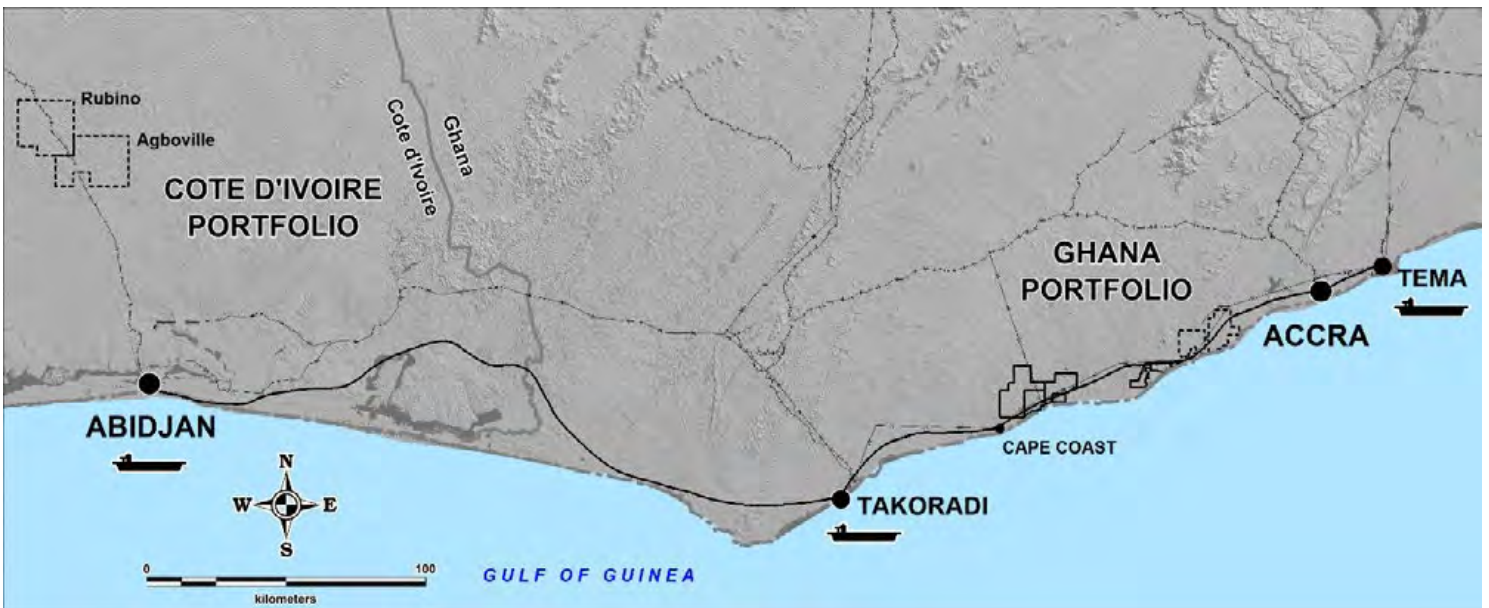 Rubino
Agboville
COTE D'IVOIRE
PORTFOLIO
Ghana
Cote d'Ivoire
GHANA
PORTFOLIO
TEMA
ACCRA
ABIDJAN
CAPE COAST
TAKORADI
N
W E
S
0 100
kilometers
GULF OF GUINEA